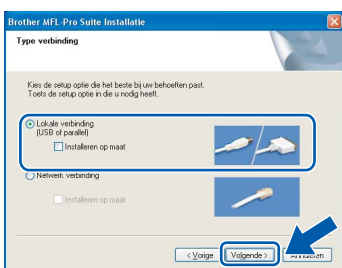 Brother MFL-Pro Suite Installatie
Type verbinding
Kies de setup optie die het beste bij uw behoeften past.
Toets de setup optie in die u nodig heeft.
Lokale verbinding
(USB of parallel)
Installeren op maat
Netwerk verbinding
Installeren op maat
< Vorige
Volgende >
Annuleren